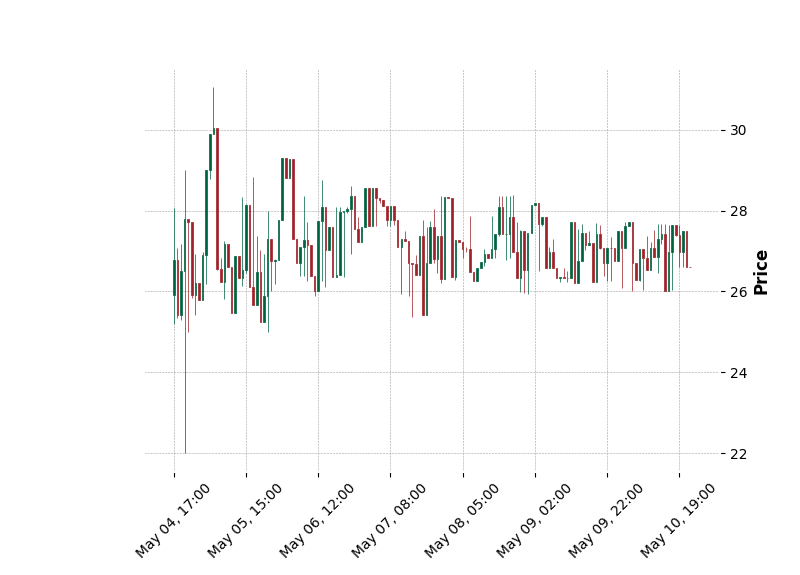 30
28
26
24
22
Price
May 04, 17:00
May 05, 15:00
May 06, 12:00
May 07, 08:00
May 08, 05:00
May 09, 02:00
May 09, 22:00
May 10, 19:00